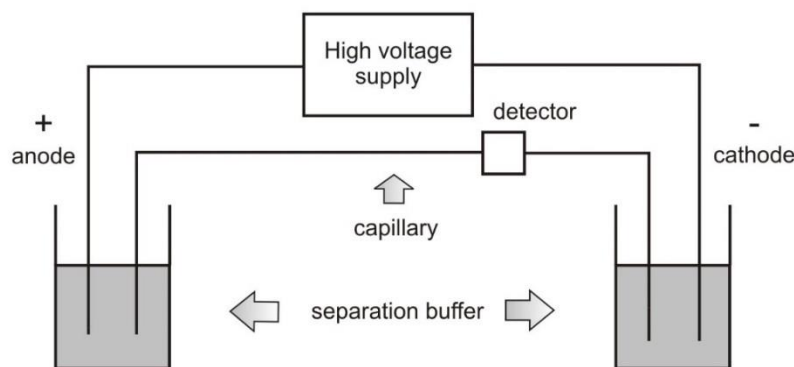 High voltage
supply
detector
+
anode
-
cathode
capillary
separation buffer